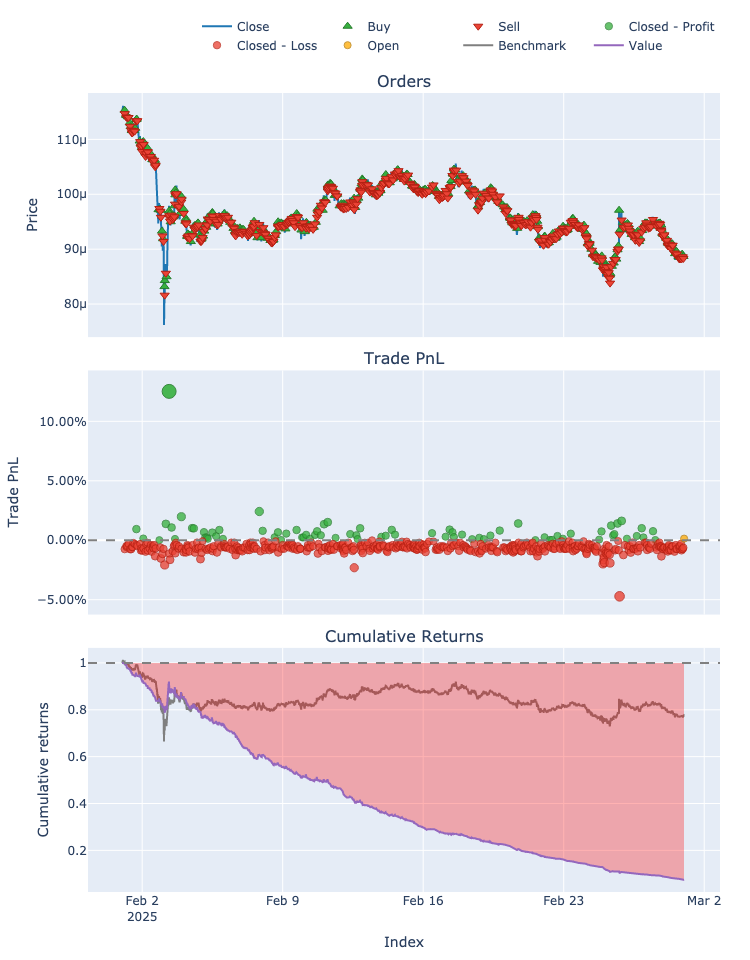 Close Buy Sell Closed - Profit
Closed - Loss Open Benchmark Value
Orders
110μ
100μ
90μ
80μ
Price
Trade PnL
10.00%
5.00%
0.00%
−5.00%
Trade PnL
Cumulative Returns
1
0.8
0.6
0.4
0.2
Cumulative returns
Feb 2 Feb 9 Feb 16 Feb 23 Mar 2
2025
Index